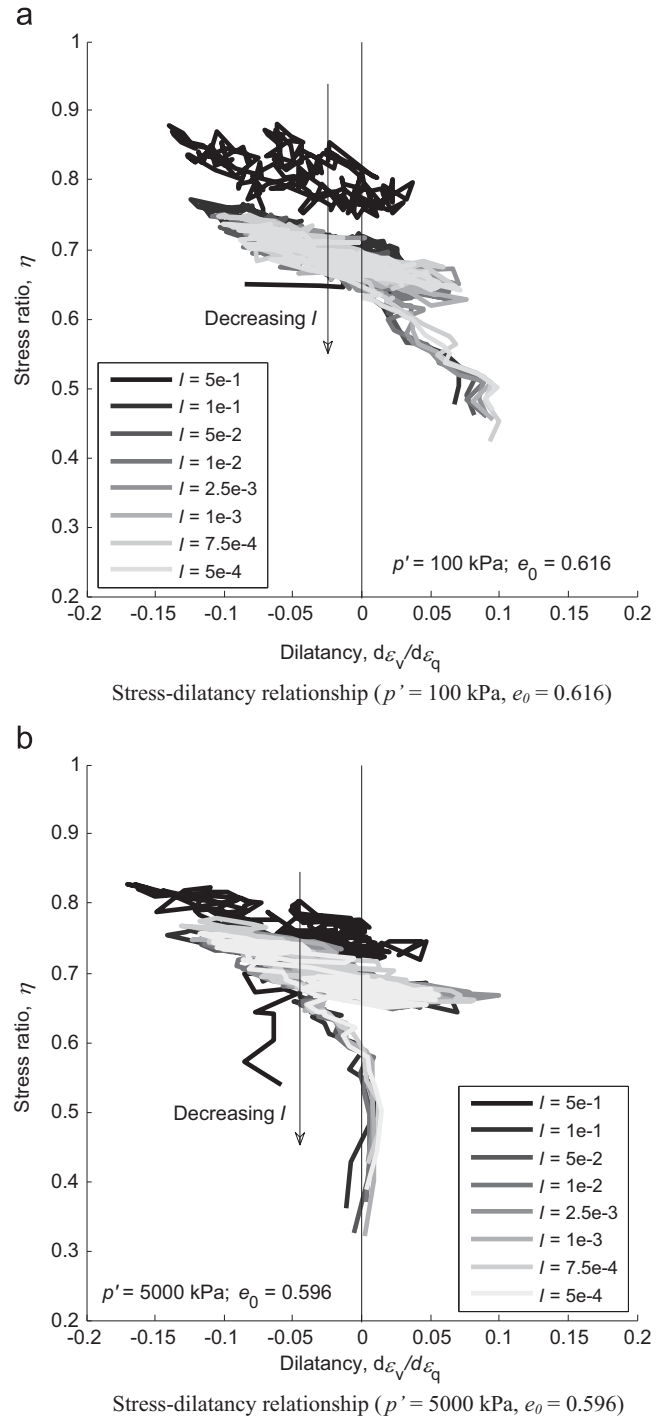 a
1
0.9
0.8
0.7
0.6
0.5
0.4
0.3
0.2
Stress ratio, η
Decreasing I
I = 5e-1
I = 1e-1
I = 5e-2
I = 1e-2
I = 2.5e-3
I = 1e-3
I = 7.5e-4
I = 5e-4
p' = 100 kPa; e0 = 0.616
-0.2 -0.15 -0.1 -0.05 0 0.05 0.1 0.15 0.2
Dilatancy, dεv/dεq
Stress-dilatancy relationship ( p' = 100 kPa, e0 = 0.616)
b
1
0.9
0.8
0.7
0.6
0.5
0.4
0.3
0.2
Stress ratio, η
Decreasing I
I = 5e-1
I = 1e-1
I = 5e-2
I = 1e-2
I = 2.5e-3
I = 1e-3
I = 7.5e-4
I = 5e-4
p' = 5000 kPa; e0 = 0.596
-0.2 -0.15 -0.1 -0.05 0 0.05 0.1 0.15 0.2
Dilatancy, dεv/dεq
Stress-dilatancy relationship ( p' = 5000 kPa, e0 = 0.596)